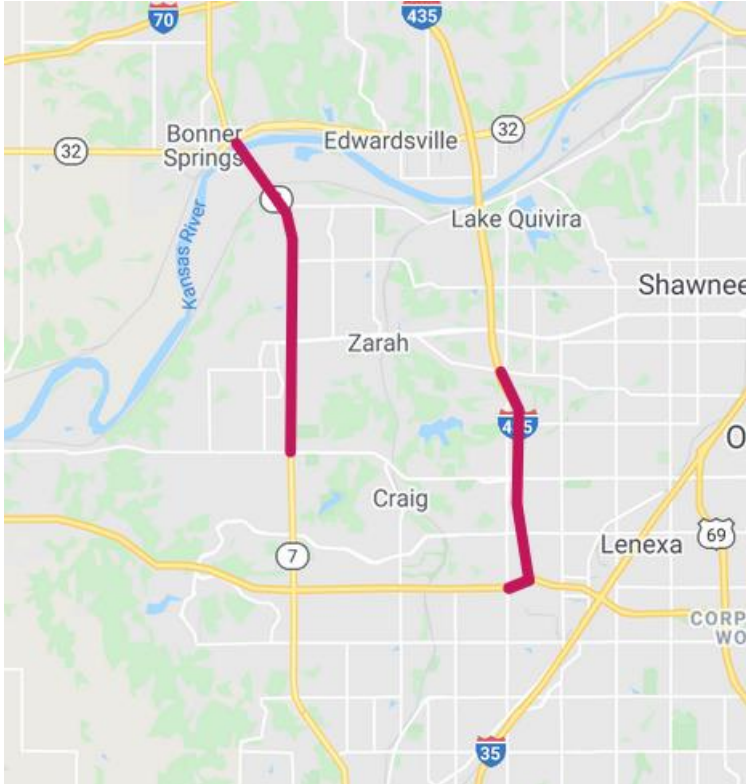 70
435
Bonner
Springs
32
Edwardsville
32
Kansas River
Lake Quivira
Shawnee
Zarah
Craig
7
Lenexa
69
CORP
WO
35